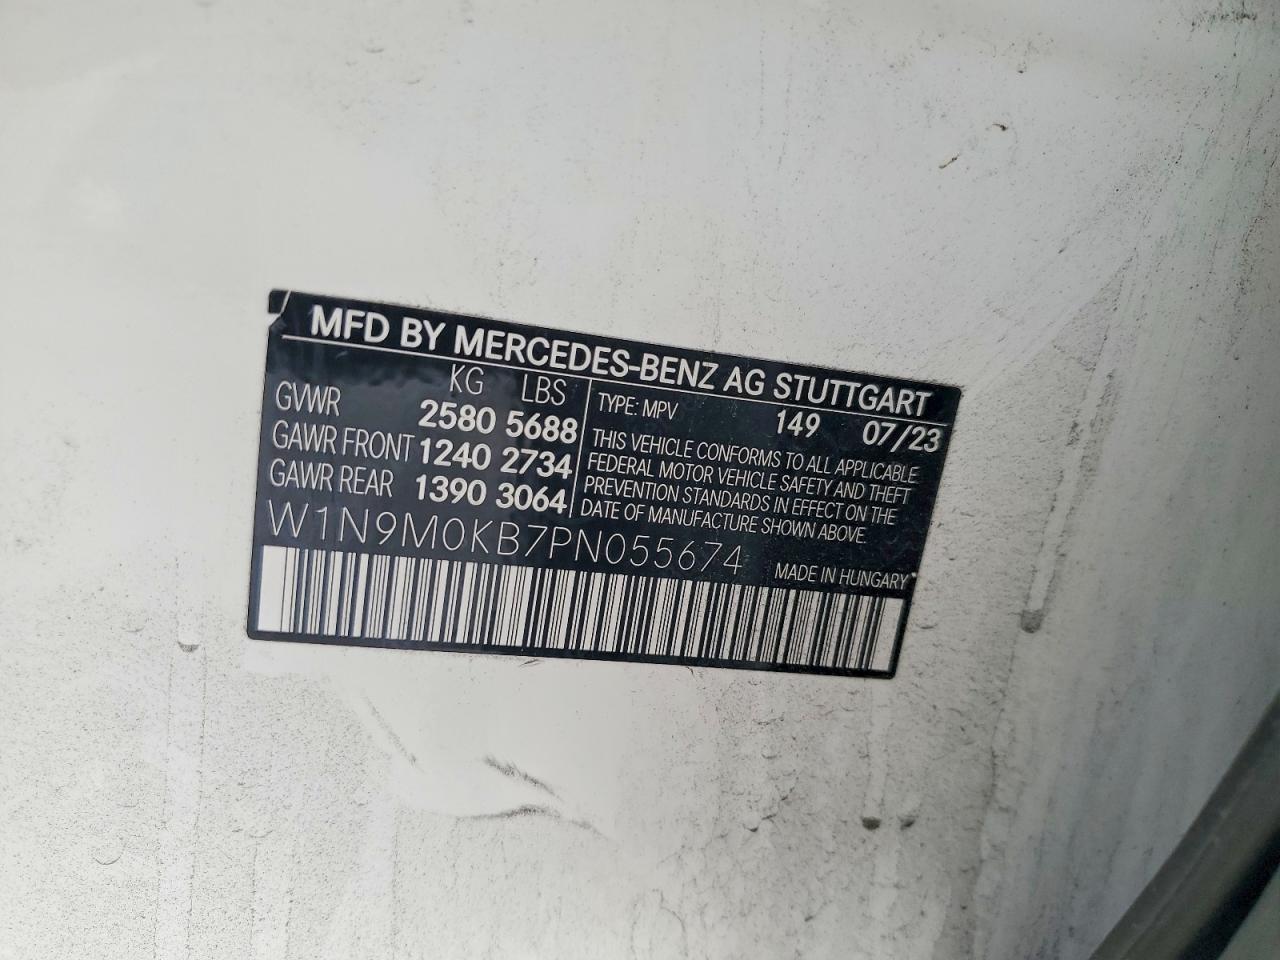 MFD BY MERCEDES-BENZ AG STUTTGART
KG LBS
GVWR 2580 5688
GAWR FRONT 1240 2734
GAWR REAR 1390 3064
TYPE: MPV 149 07/23
THIS VEHICLE CONFORMS TO ALL APPLICABLE
FEDERAL MOTOR VEHICLE SAFETY AND THEFT
PREVENTION STANDARDS IN EFFECT ON THE
DATE OF MANUFACTURE SHOWN ABOVE.
W1N9M0KB7PN055674
MADE IN HUNGARY